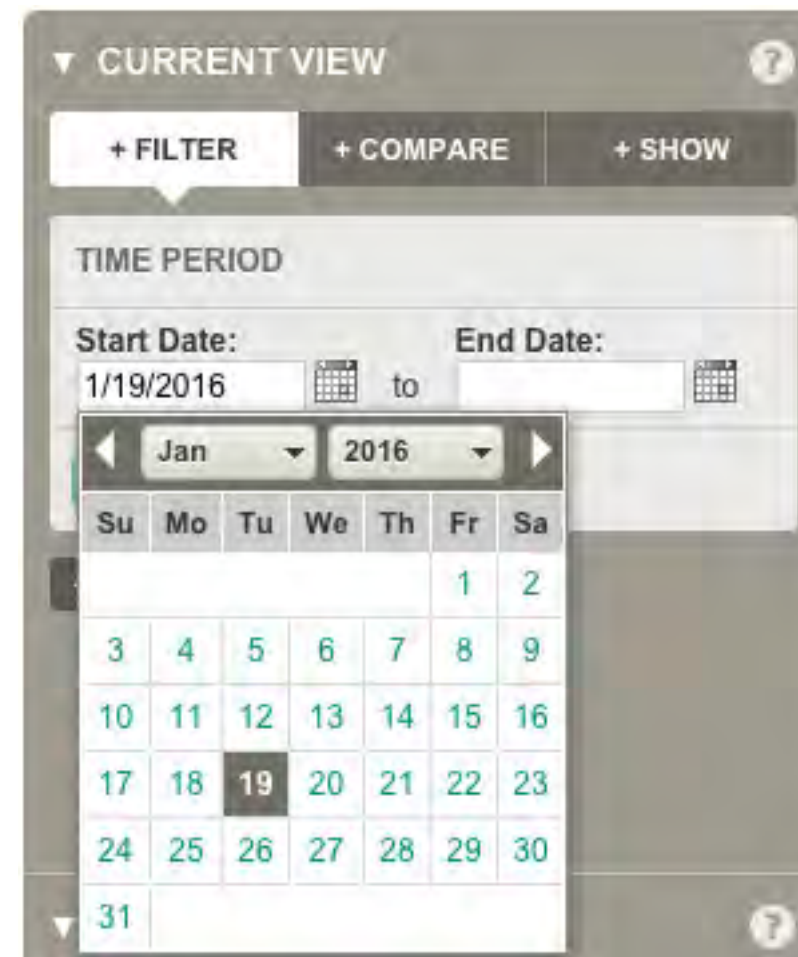 ▼ CURRENT VIEW ?
+ FILTER + COMPARE + SHOW
TIME PERIOD
Start Date: End Date:
1/19/2016 to
Jan 2016
Su Mo Tu We Th Fr Sa
1 2
3 4 5 6 7 8 9
10 11 12 13 14 15 16
17 18 19 20 21 22 23
24 25 26 27 28 29 30
31
▼ ?